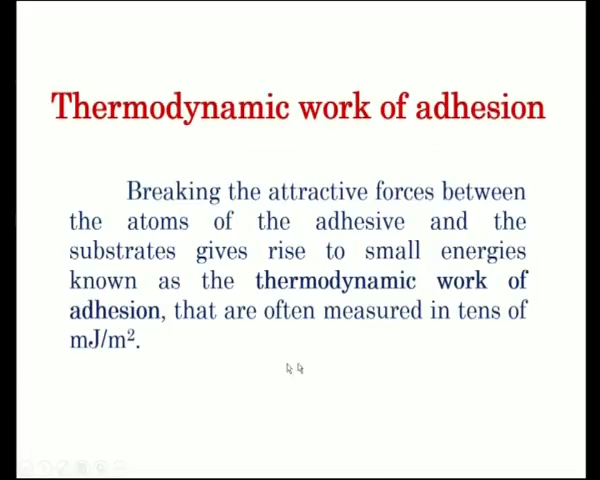 Thermodynamic work of adhesion
Breaking the attractive forces between
the atoms of the adhesive and the
substrates gives rise to small energies
known as the thermodynamic work of
adhesion, that are often measured in tens of
mJ/m².